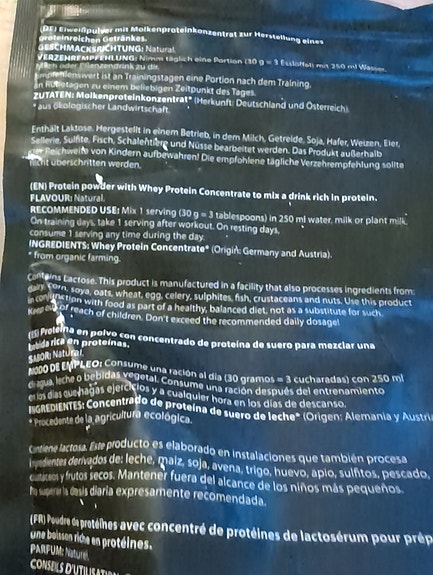 (DE) Eiweißpulver mit Molkenproteinkonzentrat zur Herstellung eines
proteinreichen Getränkes.
GESCHMACKSRICHTUNG: Natural.
VERZEHREMPFEHLUNG: Nimm täglich eine Portion (30 g = 3 Esslöffel) mit 250 ml Wasser,
Milch oder Pflanzendrink zu dir.
Empfehlenswert ist an Trainingstagen eine Portion nach dem Training,
an Ruhetagen zu einem beliebigen Zeitpunkt des Tages.
ZUTATEN: Molkenproteinkonzentrat* (Herkunft: Deutschland und Österreich).
* aus ökologischer Landwirtschaft.
Enthält Laktose. Hergestellt in einem Betrieb, in dem Milch, Getreide, Soja, Hafer, Weizen, Eier,
Sellerie, Sulfite, Fisch, Schalentiere und Nüsse bearbeitet werden. Das Produkt außerhalb
der Reichweite von Kindern aufbewahren! Die empfohlene tägliche Verzehrempfehlung sollte
nicht überschritten werden.
(EN) Protein powder with Whey Protein Concentrate to mix a drink rich in protein.
FLAVOUR: Natural.
RECOMMENDED USE: Mix 1 serving (30 g = 3 tablespoons) in 250 ml water, milk or plant milk.
On training days, take 1 serving after workout. On resting days,
consume 1 serving any time during the day.
INGREDIENTS: Whey Protein Concentrate* (Origin: Germany and Austria).
* from organic farming.
Contains Lactose. This product is manufactured in a facility that also processes ingredients from:
dairy, corn, soya, oats, wheat, egg, celery, sulphites, fish, crustaceans and nuts. Use this product
in conjunction with food as part of a healthy, balanced diet, not as a substitute for such.
Keep out of reach of children. Don't exceed the recommended daily dosage!
(ES) Proteína en polvo con concentrado de proteína de suero para mezclar una
bebida rica en proteínas.
SABOR: Natural.
MODO DE EMPLEO: Consume una ración al día (30 gramos = 3 cucharadas) con 250 ml
de agua, leche o bebidas vegetal. Consume una ración después del entrenamiento
en los días que hagas ejercicios y a cualquier hora en los días de descanso.
INGREDIENTES: Concentrado de proteína de suero de leche* (Origen: Alemania y Austria
* Procedente de la agricultura ecológica.
Contiene lactosa. Este producto es elaborado en instalaciones que también procesa
ingredientes derivados de: leche, maíz, soja, avena, trigo, huevo, apio, sulfitos, pescado,
crustáceos y frutos secos. Mantener fuera del alcance de los niños más pequeños.
No superar la dosis diaria expresamente recomendada.
(FR) Poudre de protéines avec concentré de protéines de lactosérum pour prép
une boisson riche en protéines.
PARFUM: Naturel.
CONSEILS D'UTILISATION